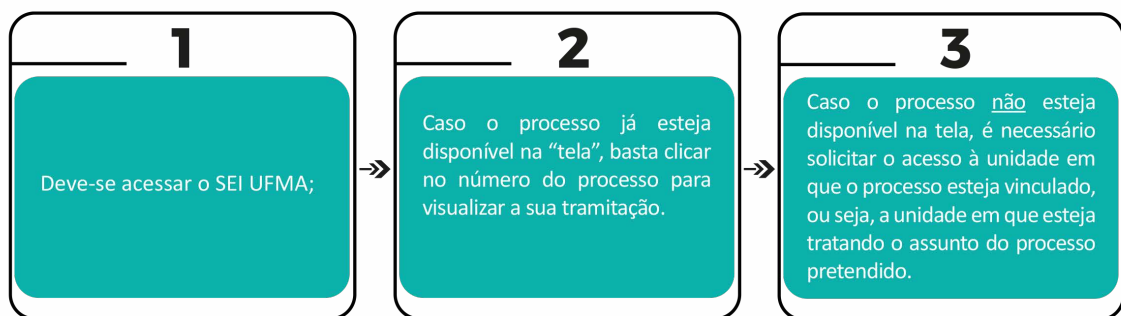 1
Deve-se acessar o SEI UFMA;
2
Caso o processo já esteja
disponível na “tela”, basta clicar
no número do processo para
visualizar a sua tramitação.
3
Caso o processo não esteja
disponível na tela, é necessário
solicitar o acesso à unidade em
que o processo esteja vinculado,
ou seja, a unidade em que esteja
tratando o assunto do processo
pretendido.